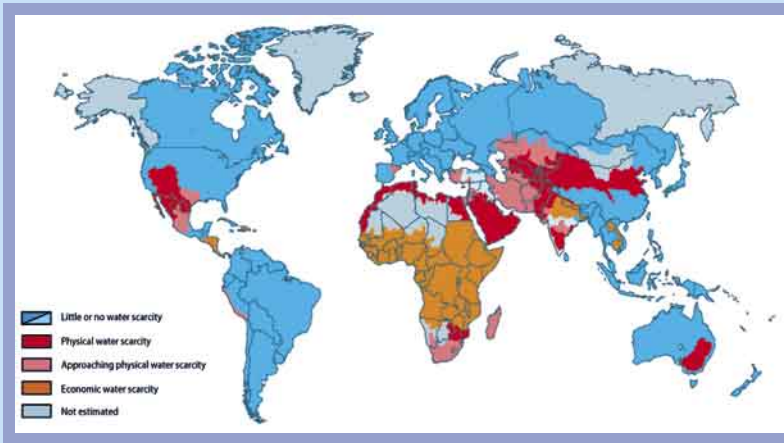 Little or no water scarcity
Physical water scarcity
Approaching physical water scarcity
Economic water scarcity
Not estimated